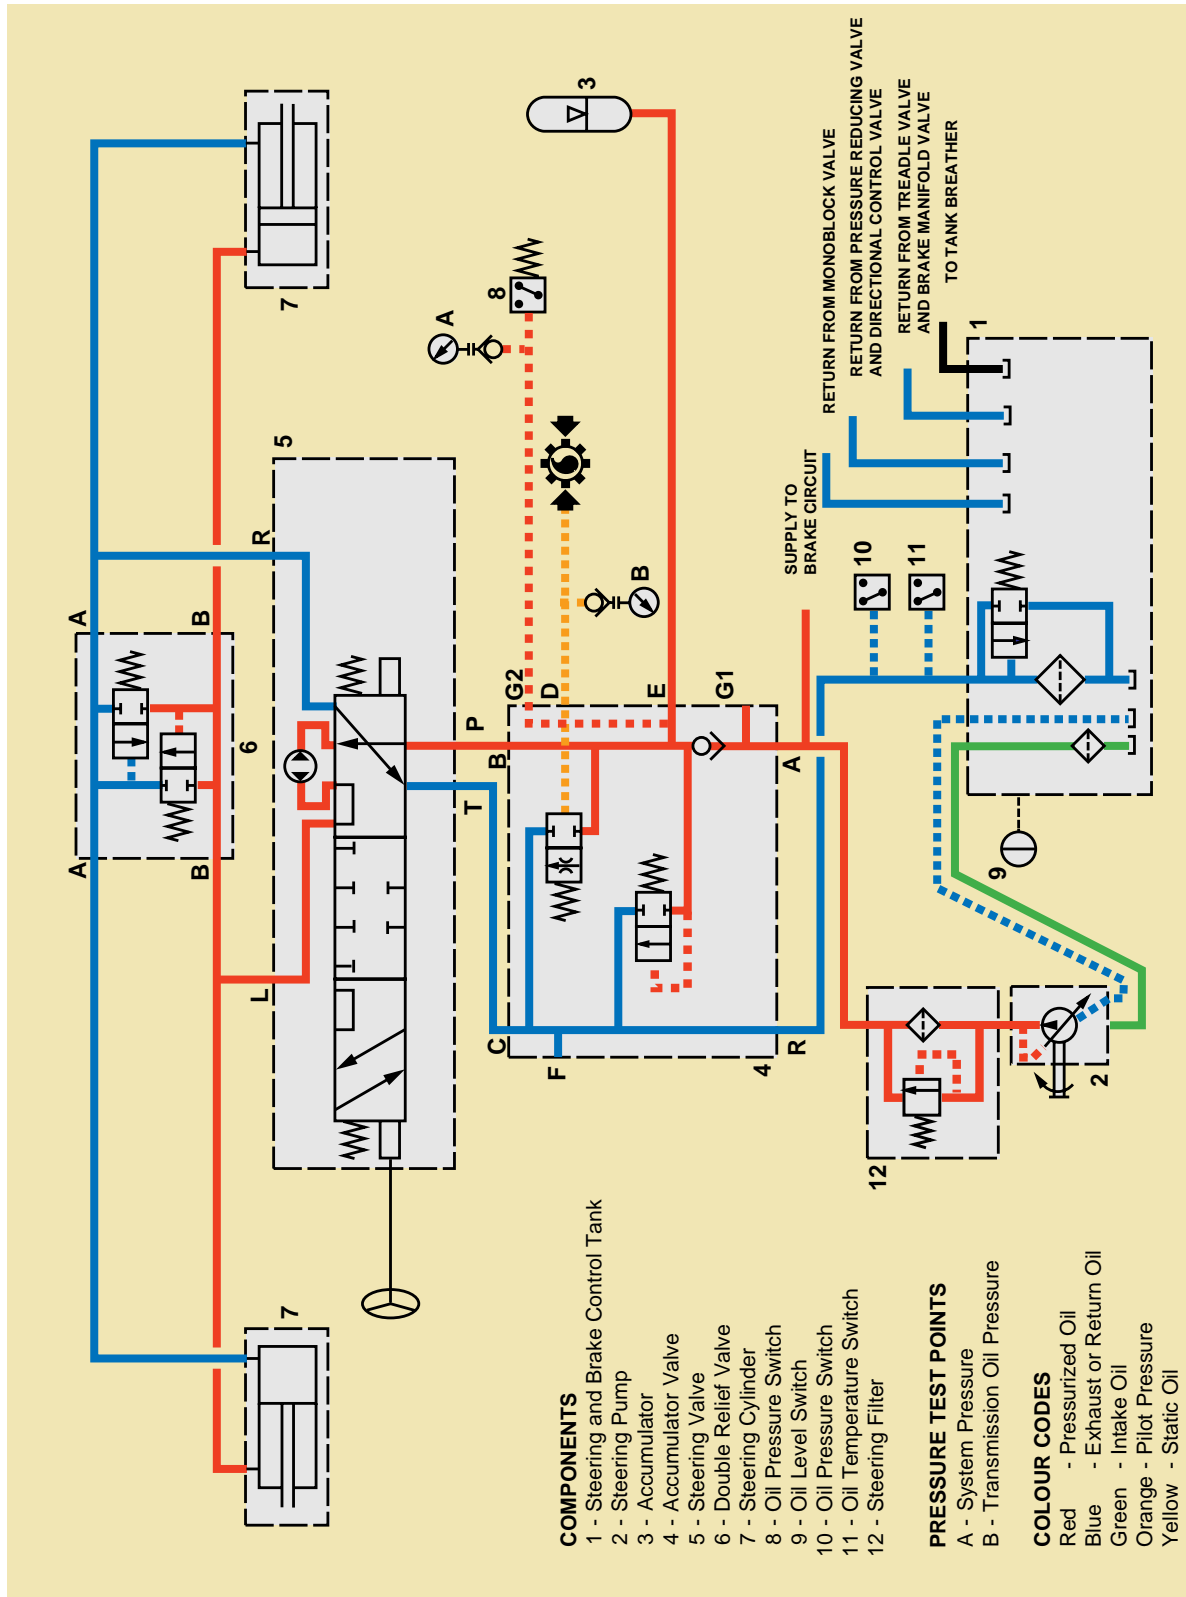 7
7
A
B
A
B
6
R
L
5
P
T
3
A
8
B
G2
D
E
G1
B
A
C
F
R
4
SUPPLY TO
BRAKE CIRCUIT
RETURN FROM MONOBLOCK VALVE
RETURN FROM PRESSURE REDUCING VALVE
AND DIRECTIONAL CONTROL VALVE
RETURN FROM TREADLE VALVE
AND BRAKE MANIFOLD VALVE
TO TANK BREATHER
10
11
1
9
2
12
COMPONENTS
1 - Steering and Brake Control Tank
2 - Steering Pump
3 - Accumulator
4 - Accumulator Valve
5 - Steering Valve
6 - Double Relief Valve
7 - Steering Cylinder
8 - Oil Pressure Switch
9 - Oil Level Switch
10 - Oil Pressure Switch
11 - Oil Temperature Switch
12 - Steering Filter
PRESSURE TEST POINTS
A - System Pressure
B - Transmission Oil Pressure
COLOUR CODES
Red - Pressurized Oil
Blue - Exhaust or Return Oil
Green - Intake Oil
Orange - Pilot Pressure
Yellow - Static Oil